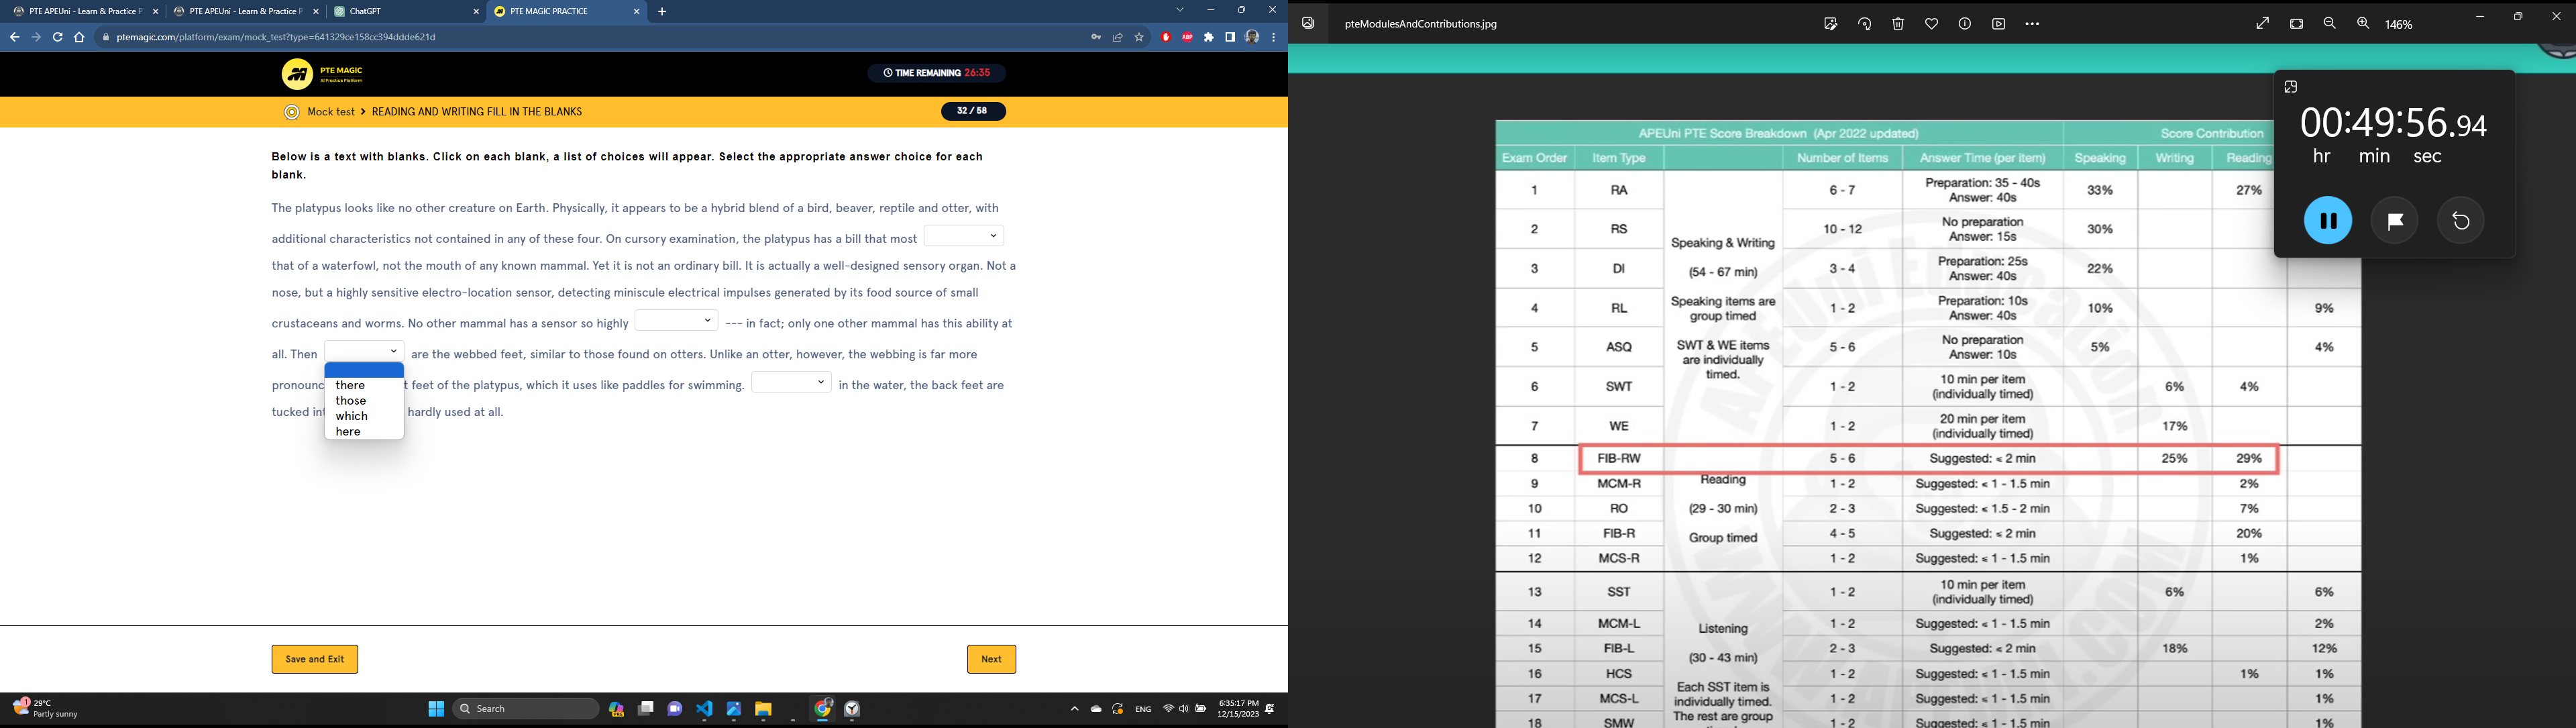 PTE APEUni - Learn & Practice P
PTE APEUni - Learn & Practice P
ChatGPT
PTE MAGIC PRACTICE
ptemagic.com/platform/exam/mock_test?type=641329ce158cc394ddde621d
ABP
PTE MAGIC
AI Practice Platform
TIME REMAINING 26:35
Mock test > READING AND WRITING FILL IN THE BLANKS
32 / 58
Below is a text with blanks. Click on each blank, a list of choices will appear. Select the appropriate answer choice for each
blank.
The platypus looks like no other creature on Earth. Physically, it appears to be a hybrid blend of a bird, beaver, reptile and otter, with
additional characteristics not contained in any of these four. On cursory examination, the platypus has a bill that most
that of a waterfowl, not the mouth of any known mammal. Yet it is not an ordinary bill. It is actually a well-designed sensory organ. Not a
nose, but a highly sensitive electro-location sensor, detecting miniscule electrical impulses generated by its food source of small
crustaceans and worms. No other mammal has a sensor so highly --- in fact; only one other mammal has this ability at
all. Then are the webbed feet, similar to those found on otters. Unlike an otter, however, the webbing is far more
pronounc t feet of the platypus, which it uses like paddles for swimming. in the water, the back feet are
tucked int hardly used at all.
there
those
which
here
Save and Exit
Next
29°C
Partly sunny
Search
ENG
6:35:17 PM
12/15/2023
pteModulesAndContributions.jpg
146%
00:49:56.94
hr min sec
APEUni PTE Score Breakdown (Apr 2022 updated) Score Contribution
Exam Order Item Type Number of Items Answer Time (per item) Speaking Writing Reading
1 RA 6 - 7 Preparation: 35 - 40s Answer: 40s 33% 27%
2 RS 10 - 12 No preparation Answer: 15s 30%
3 DI 3 - 4 Preparation: 25s Answer: 40s 22%
4 RL 1 - 2 Preparation: 10s Answer: 40s 10% 9%
5 ASQ 5 - 6 No preparation Answer: 10s 5% 4%
6 SWT 1 - 2 10 min per item (individually timed) 6% 4%
7 WE 1 - 2 20 min per item (individually timed) 17%
Speaking & Writing
(54 - 67 min)
Speaking items are
group timed
SWT & WE items
are individually
timed.
8 FIB-RW 5 - 6 Suggested: < 2 min 25% 29%
9 MCM-R 1 - 2 Suggested: < 1 - 1.5 min 2%
10 RO 2 - 3 Suggested: < 1.5 - 2 min 7%
11 FIB-R 4 - 5 Suggested: < 2 min 20%
12 MCS-R 1 - 2 Suggested: < 1 - 1.5 min 1%
Reading
(29 - 30 min)
Group timed
13 SST 1 - 2 10 min per item (individually timed) 6% 6%
14 MCM-L 1 - 2 Suggested: < 1 - 1.5 min 2%
15 FIB-L 2 - 3 Suggested: < 2 min 18% 12%
16 HCS 1 - 2 Suggested: < 1 - 1.5 min 1% 1%
17 MCS-L 1 - 2 Suggested: < 1 - 1.5 min 1%
18 SMW 1 - 2 Suggested: < 1 - 1.5 min 1%
Listening
(30 - 43 min)
Each SST item is
individually timed.
The rest are group